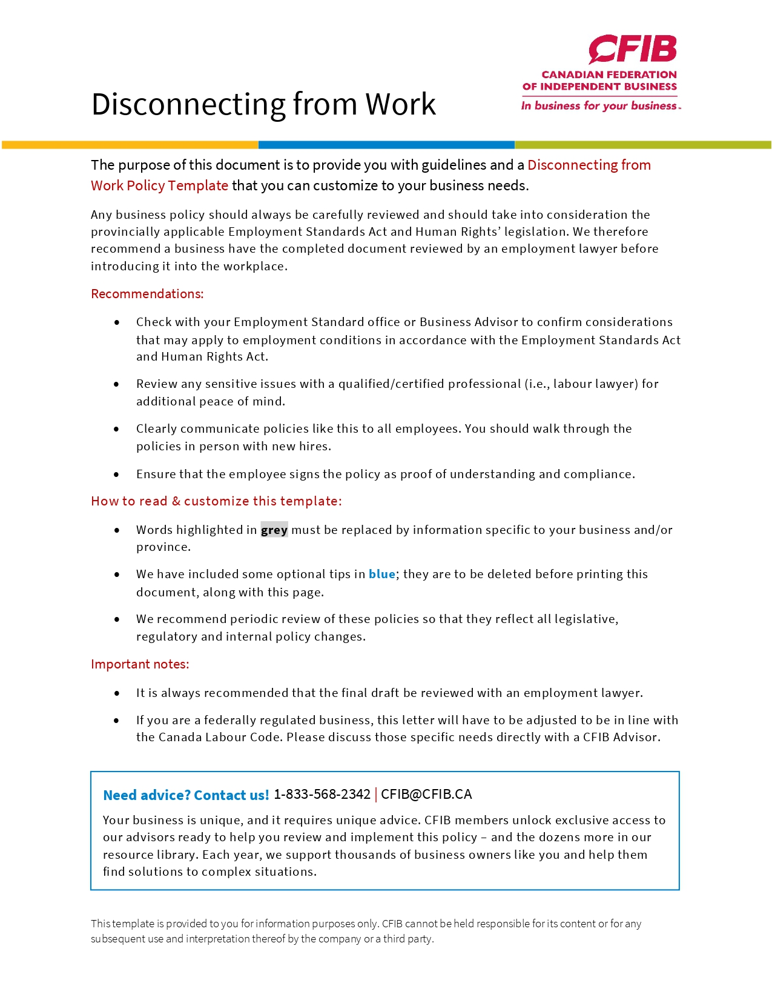 CFIB
CANADIAN FEDERATION
OF INDEPENDENT BUSINESS
In business for your business™
Disconnecting from Work
The purpose of this document is to provide you with guidelines and a Disconnecting from
Work Policy Template that you can customize to your business needs.
Any business policy should always be carefully reviewed and should take into consideration the
provincially applicable Employment Standards Act and Human Rights’ legislation. We therefore
recommend a business have the completed document reviewed by an employment lawyer before
introducing it into the workplace.
Recommendations:
• Check with your Employment Standard office or Business Advisor to confirm considerations
that may apply to employment conditions in accordance with the Employment Standards Act
and Human Rights Act.
• Review any sensitive issues with a qualified/certified professional (i.e., labour lawyer) for
additional peace of mind.
• Clearly communicate policies like this to all employees. You should walk through the
policies in person with new hires.
• Ensure that the employee signs the policy as proof of understanding and compliance.
How to read & customize this template:
• Words highlighted in grey must be replaced by information specific to your business and/or
province.
• We have included some optional tips in blue; they are to be deleted before printing this
document, along with this page.
• We recommend periodic review of these policies so that they reflect all legislative,
regulatory and internal policy changes.
Important notes:
• It is always recommended that the final draft be reviewed with an employment lawyer.
• If you are a federally regulated business, this letter will have to be adjusted to be in line with
the Canada Labour Code. Please discuss those specific needs directly with a CFIB Advisor.
Need advice? Contact us! 1-833-568-2342 | CFIB@CFIB.CA
Your business is unique, and it requires unique advice. CFIB members unlock exclusive access to
our advisors ready to help you review and implement this policy – and the dozens more in our
resource library. Each year, we support thousands of business owners like you and help them
find solutions to complex situations.
This template is provided to you for information purposes only. CFIB cannot be held responsible for its content or for any
subsequent use and interpretation thereof by the company or a third party.